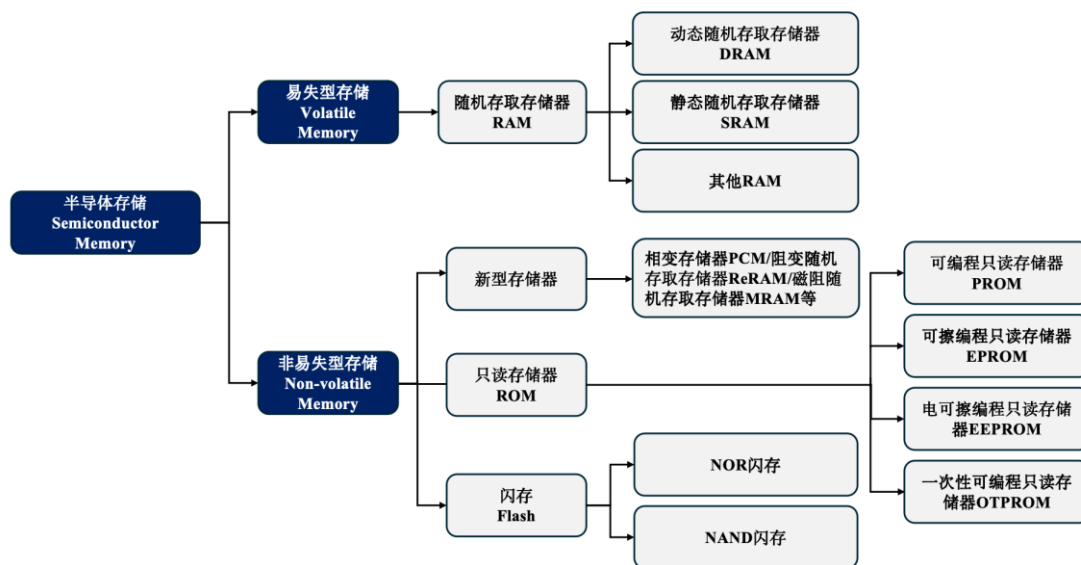 动态随机存取存储器
DRAM
易失型存储
Volatile
Memory
随机存取存储器
RAM
静态随机存取存储器
SRAM
其他RAM
半导体存储
Semiconductor
Memory
新型存储器
相变存储器PCM/阻变随机
存取存储器ReRAM/磁阻随
机存取存储器MRAM等
可编程只读存储器
PROM
可擦编程只读存储器
EPROM
非易失型存储
Non-volatile
Memory
只读存储器
ROM
电可擦编程只读存储
器EEPROM
NOR闪存
闪存
Flash
一次性可编程只读存
储器OTPROM
NAND闪存